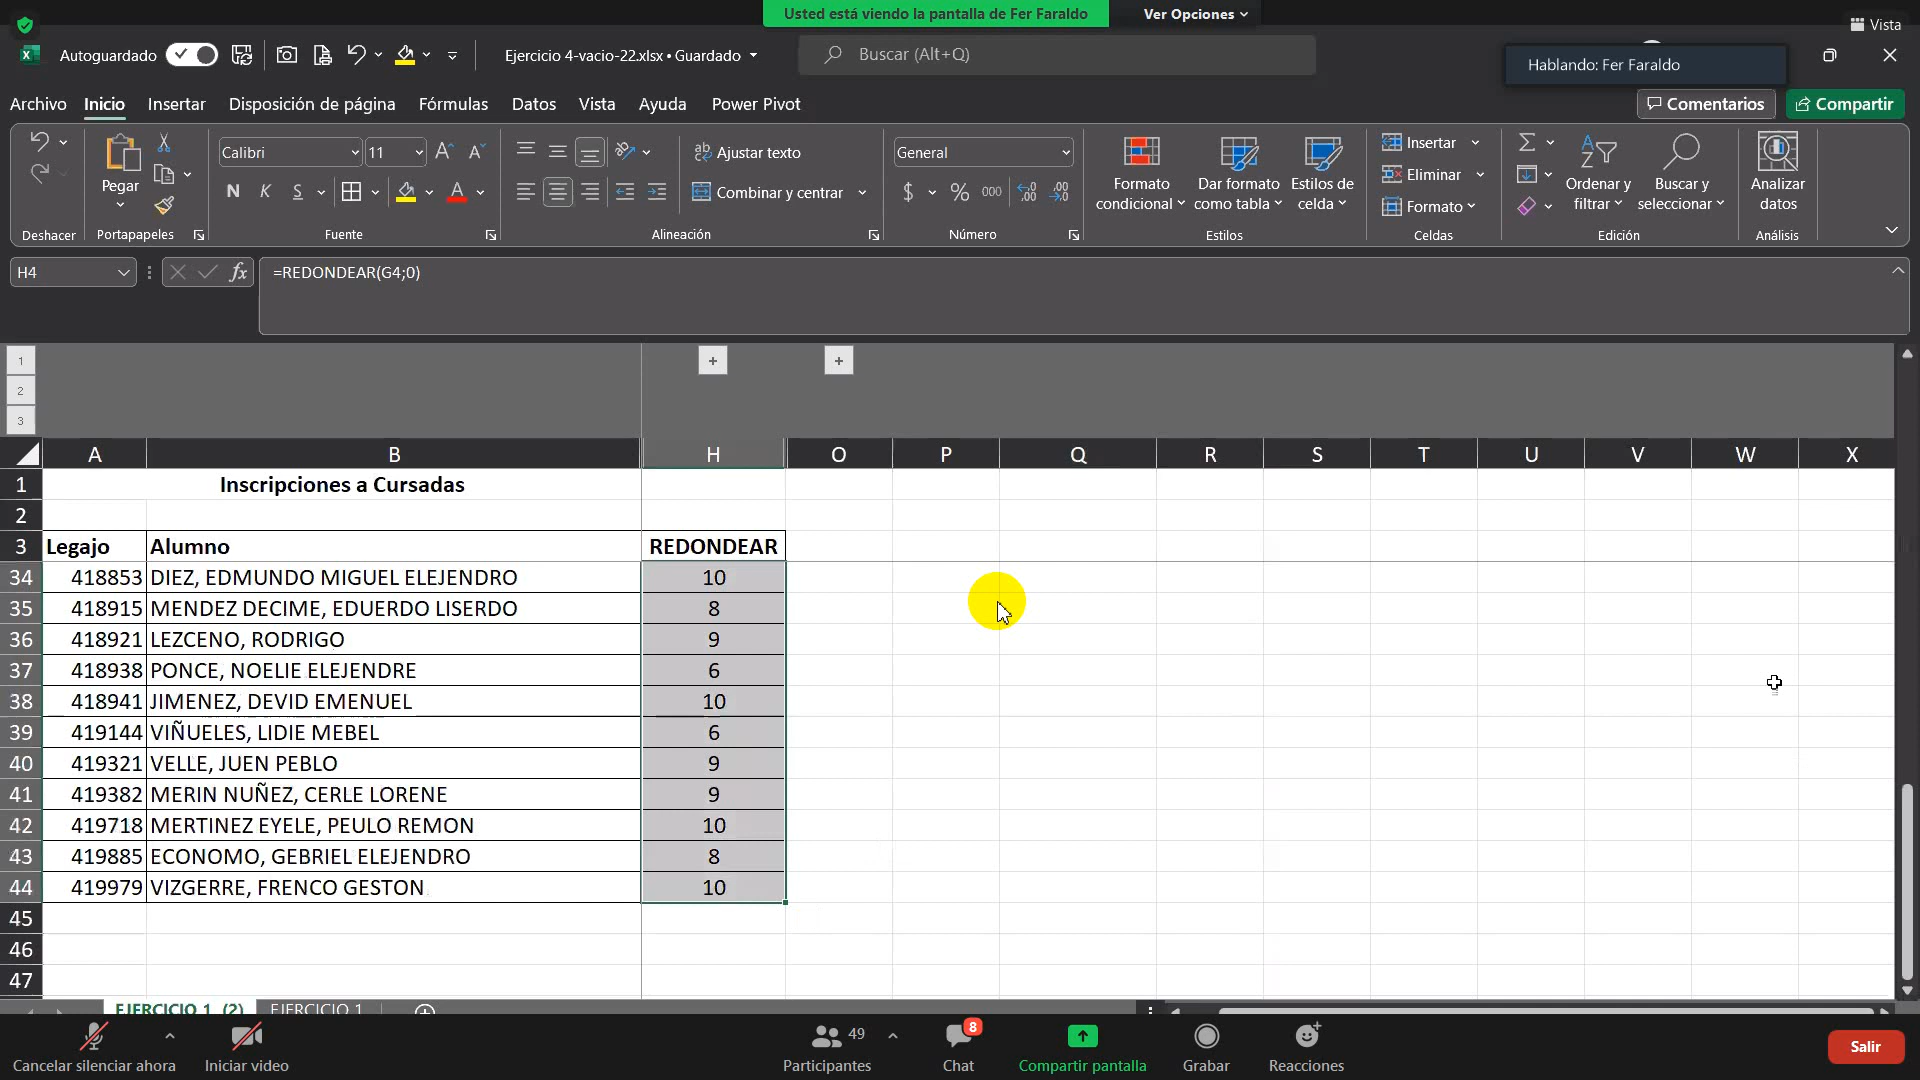 Usted está viendo la pantalla de Fer Faraldo
Ver Opciones
Vista
Autoguardado
Ejercicio 4-vacio-22.xlsx • Guardado
Buscar (Alt+Q)
Hablando: Fer Faraldo
Archivo Inicio Insertar Disposición de página Fórmulas Datos Vista Ayuda Power Pivot
Comentarios
Compartir
Pegar
Calibri
11
N K S
Ajustar texto
Combinar y centrar
General
$ % 000
Formato condicional
Dar formato como tabla
Estilos de celda
Insertar
Eliminar
Formato
Ordenar y filtrar
Buscar y seleccionar
Analizar datos
Deshacer Portapapeles Fuente Alineación Número Estilos Celdas Edición Análisis
H4
fx
=REDONDEAR(G4;0)
1
2
3
+ +
A B H O P Q R S T U V W X
1 Inscripciones a Cursadas
2
3 Legajo Alumno REDONDEAR
34 418853 DIEZ, EDMUNDO MIGUEL ELEJENDRO 10
35 418915 MENDEZ DECIME, EDUERDO LISERDO 8
36 418921 LEZCENO, RODRIGO 9
37 418938 PONCE, NOELIE ELEJENDRE 6
38 418941 JIMENEZ, DEVID EMENUEL 10
39 419144 VIÑUELES, LIDIE MEBEL 6
40 419321 VELLE, JUEN PEBLO 9
41 419382 MERIN NUÑEZ, CERLE LORENE 9
42 419718 MERTINEZ EYELE, PEULO REMON 10
43 419885 ECONOMO, GEBRIEL ELEJENDRO 8
44 419979 VIZGERRE, FRENCO GESTON 10
45
46
47
EJERCICIO 1 (2) EJERCICIO 1
49
8
Cancelar silenciar ahora
Iniciar video
Participantes
Chat
Compartir pantalla
Grabar
Reacciones
Salir